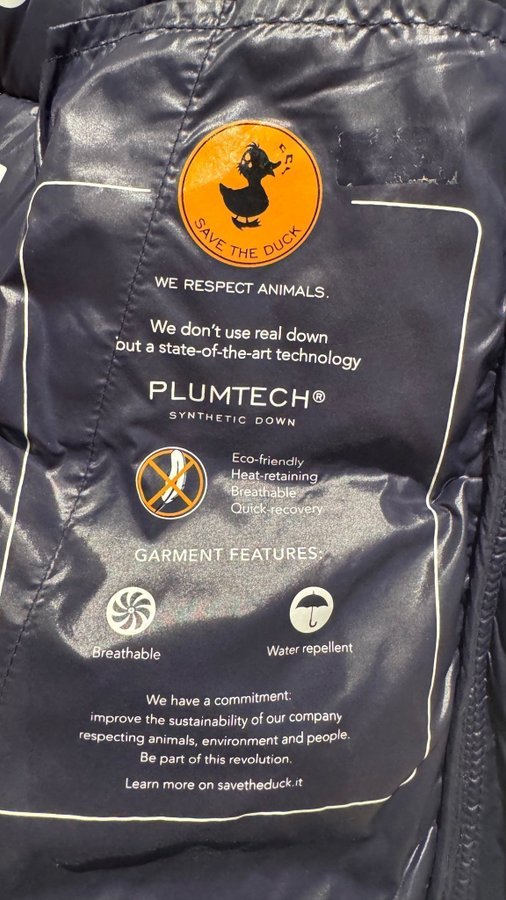 SAVE THE DUCK
WE RESPECT ANIMALS.
We don't use real down
but a state-of-the-art technology
PLUMTECH®
SYNTHETIC DOWN
Eco-friendly
Heat-retaining
Breathable
Quick-recovery
GARMENT FEATURES:
Breathable
Water repellent
We have a commitment:
improve the sustainability of our company
respecting animals, environment and people.
Be part of this revolution.
Learn more on savetheduck.it